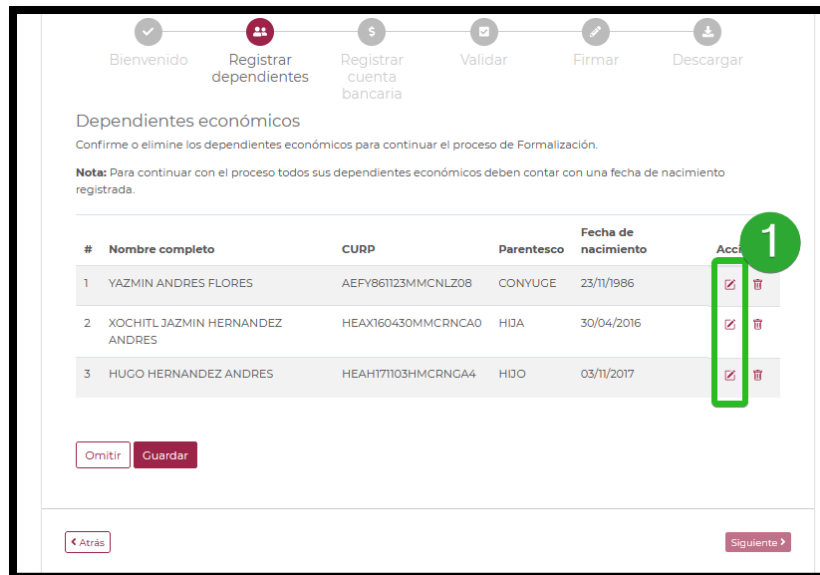 Bienvenido
Registrar
dependientes
Registrar
cuenta
bancaria
Validar
Firmar
Descargar
Dependientes económicos
Confirme o elimine los dependientes económicos para continuar el proceso de Formalización.
Nota: Para continuar con el proceso todos sus dependientes económicos deben contar con una fecha de nacimiento
registrada.
# Nombre completo CURP Parentesco Fecha de nacimiento Acci
1
1 YAZMIN ANDRES FLORES AEFY861123MMCNLZ08 CONYUGE 23/11/1986
2 XOCHITL JAZMIN HERNANDEZ ANDRES HEAX160430MMCRNCA0 HIJA 30/04/2016
3 HUGO HERNANDEZ ANDRES HEAH171103HMCRNGA4 HIJO 03/11/2017
Omitir Guardar
Atrás Siguiente